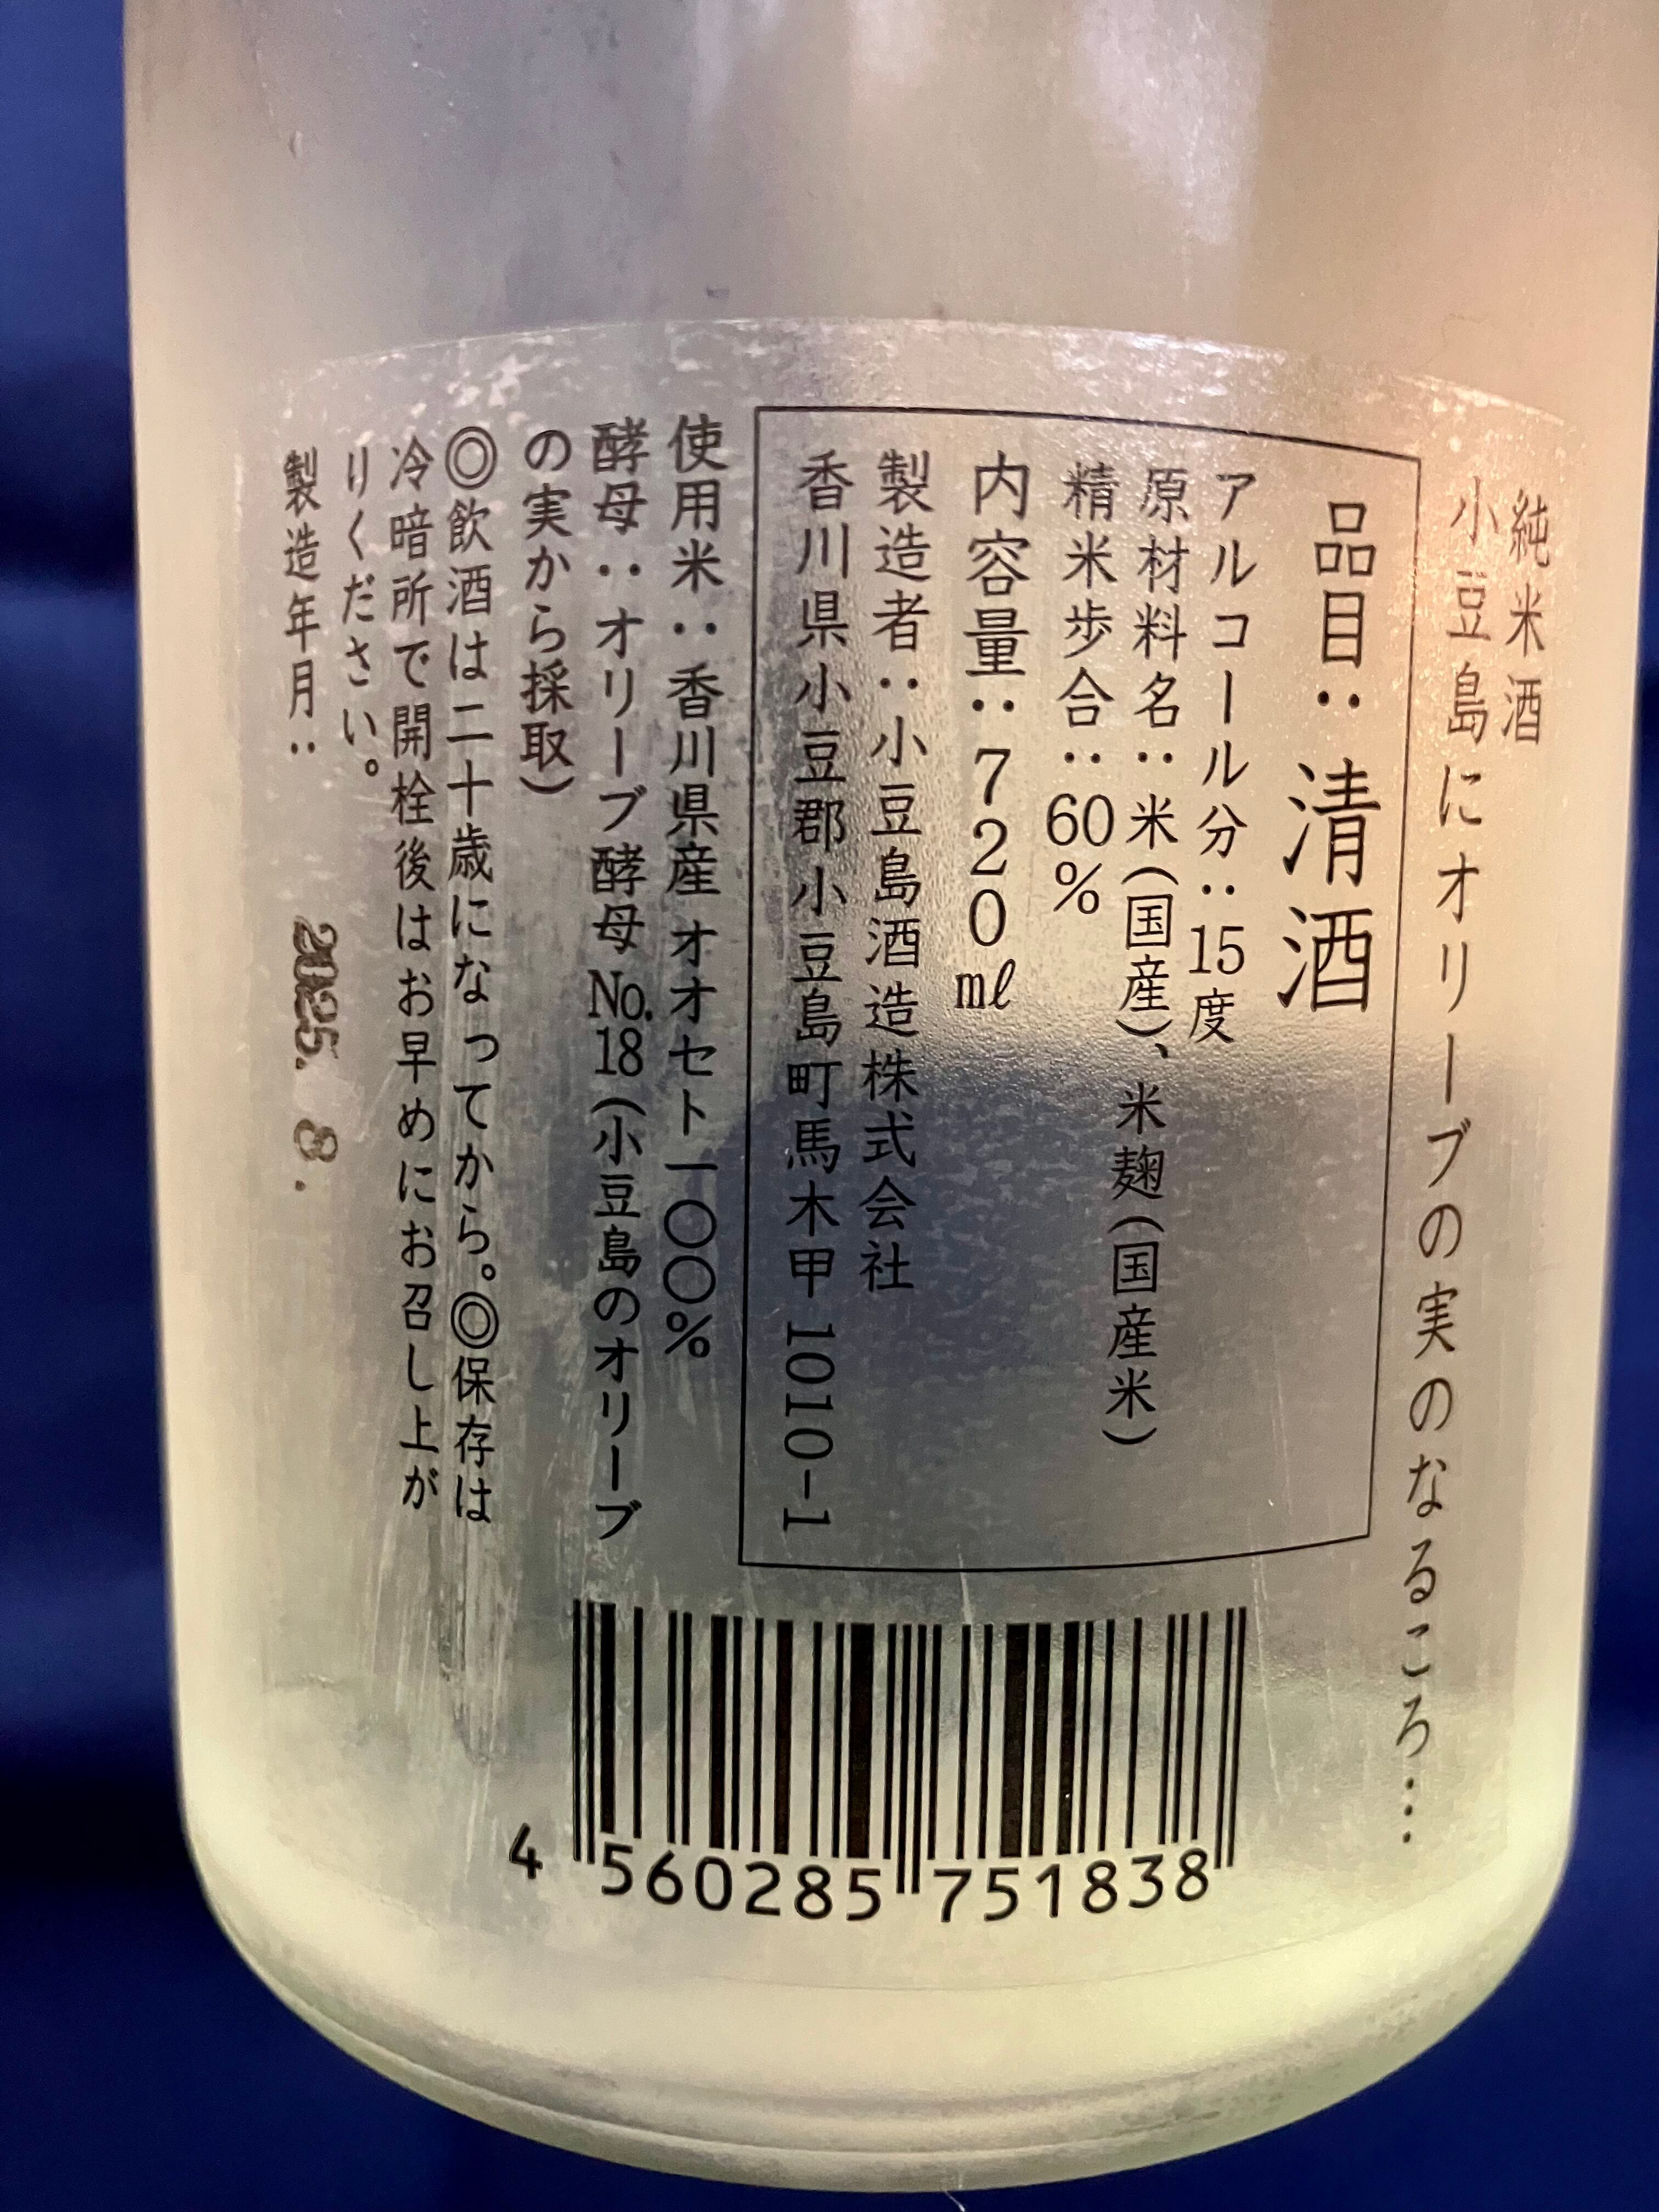 純米酒
小豆島にオリーブの実のなるころ…
品目：清酒
アルコール分：15度
原材料名：米(国産)、米麹(国産米)
精米歩合：60%
内容量：720㎖
製造者：小豆島酒造株式会社
香川県小豆郡小豆島町馬木甲1010-1
使用米：香川県産オオセト一〇〇%
酵母：オリーブ酵母No.18(小豆島のオリーブ
の実から採取)
◎飲酒は二十歳になってから。◎保存は
冷暗所で開栓後はお早めにお召し上が
りください。
製造年月：2025. 8.
4 560285 751838